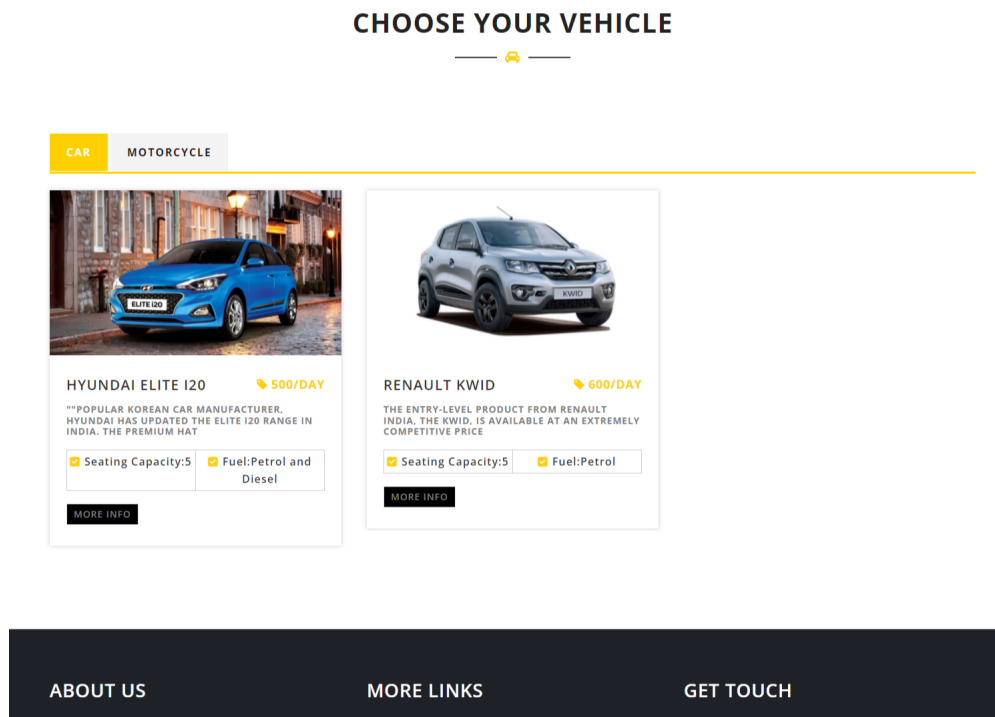 CHOOSE YOUR VEHICLE
CAR
MOTORCYCLE
ELITE i20
HYUNDAI ELITE I20
500/DAY
""POPULAR KOREAN CAR MANUFACTURER,
HYUNDAI HAS UPDATED THE ELITE I20 RANGE IN
INDIA. THE PREMIUM HAT
Seating Capacity:5
Fuel:Petrol and
Diesel
MORE INFO
KWID
RENAULT KWID
600/DAY
THE ENTRY-LEVEL PRODUCT FROM RENAULT
INDIA, THE KWID, IS AVAILABLE AT AN EXTREMELY
COMPETITIVE PRICE
Seating Capacity:5
Fuel:Petrol
MORE INFO
ABOUT US
MORE LINKS
GET TOUCH